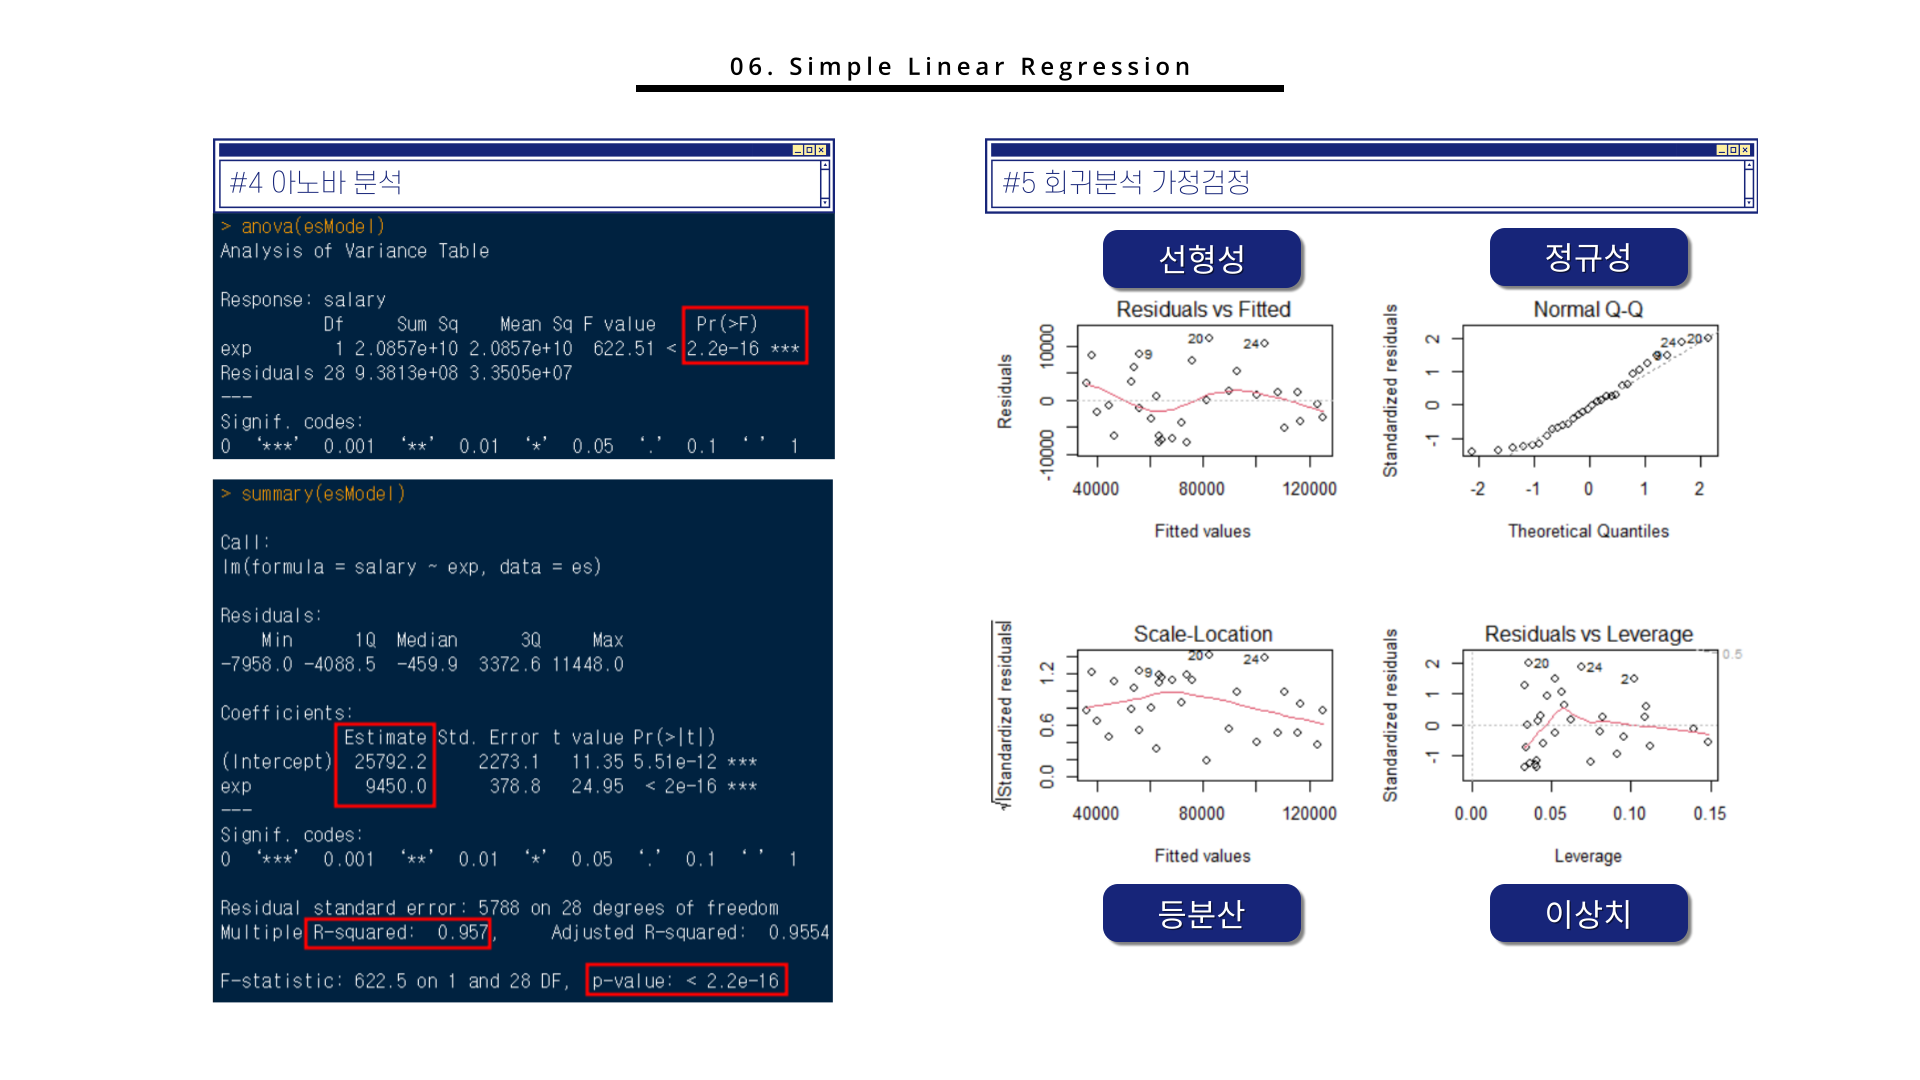 06. Simple Linear Regression
#4 아노바 분석
> anova(esModel)
Analysis of Variance Table
Response: salary
Df Sum Sq Mean Sq F value Pr(>F)
exp 1 2.0857e+10 2.0857e+10 622.51 < 2.2e-16 ***
Residuals 28 9.3813e+08 3.3505e+07
---
Signif. codes:
0 ‘***’ 0.001 ‘**’ 0.01 ‘*’ 0.05 ‘.’ 0.1 ‘ ’ 1
> summary(esModel)
Call:
lm(formula = salary ~ exp, data = es)
Residuals:
Min 1Q Median 3Q Max
-7958.0 -4088.5 -459.9 3372.6 11448.0
Coefficients:
Estimate Std. Error t value Pr(>|t|)
(Intercept) 25792.2 2273.1 11.35 5.51e-12 ***
exp 9450.0 378.8 24.95 < 2e-16 ***
---
Signif. codes:
0 ‘***’ 0.001 ‘**’ 0.01 ‘*’ 0.05 ‘.’ 0.1 ‘ ’ 1
Residual standard error: 5788 on 28 degrees of freedom
Multiple R-squared: 0.957, Adjusted R-squared: 0.9554
F-statistic: 622.5 on 1 and 28 DF, p-value: < 2.2e-16
#5 회귀분석 가정검정
선형성
Residuals vs Fitted
Residuals
10000
0
-10000
9
20
24
40000 80000 120000
Fitted values
정규성
Normal Q-Q
Standardized residuals
2
1
0
-1
9
24
20
-2 -1 0 1 2
Theoretical Quantiles
Scale-Location
√|Standardized residuals|
1.2
0.6
0.0
9
20
24
40000 80000 120000
Fitted values
등분산
Residuals vs Leverage
Standardized residuals
2
1
0
-1
20
24
2
0.5
0.00 0.05 0.10 0.15
Leverage
이상치